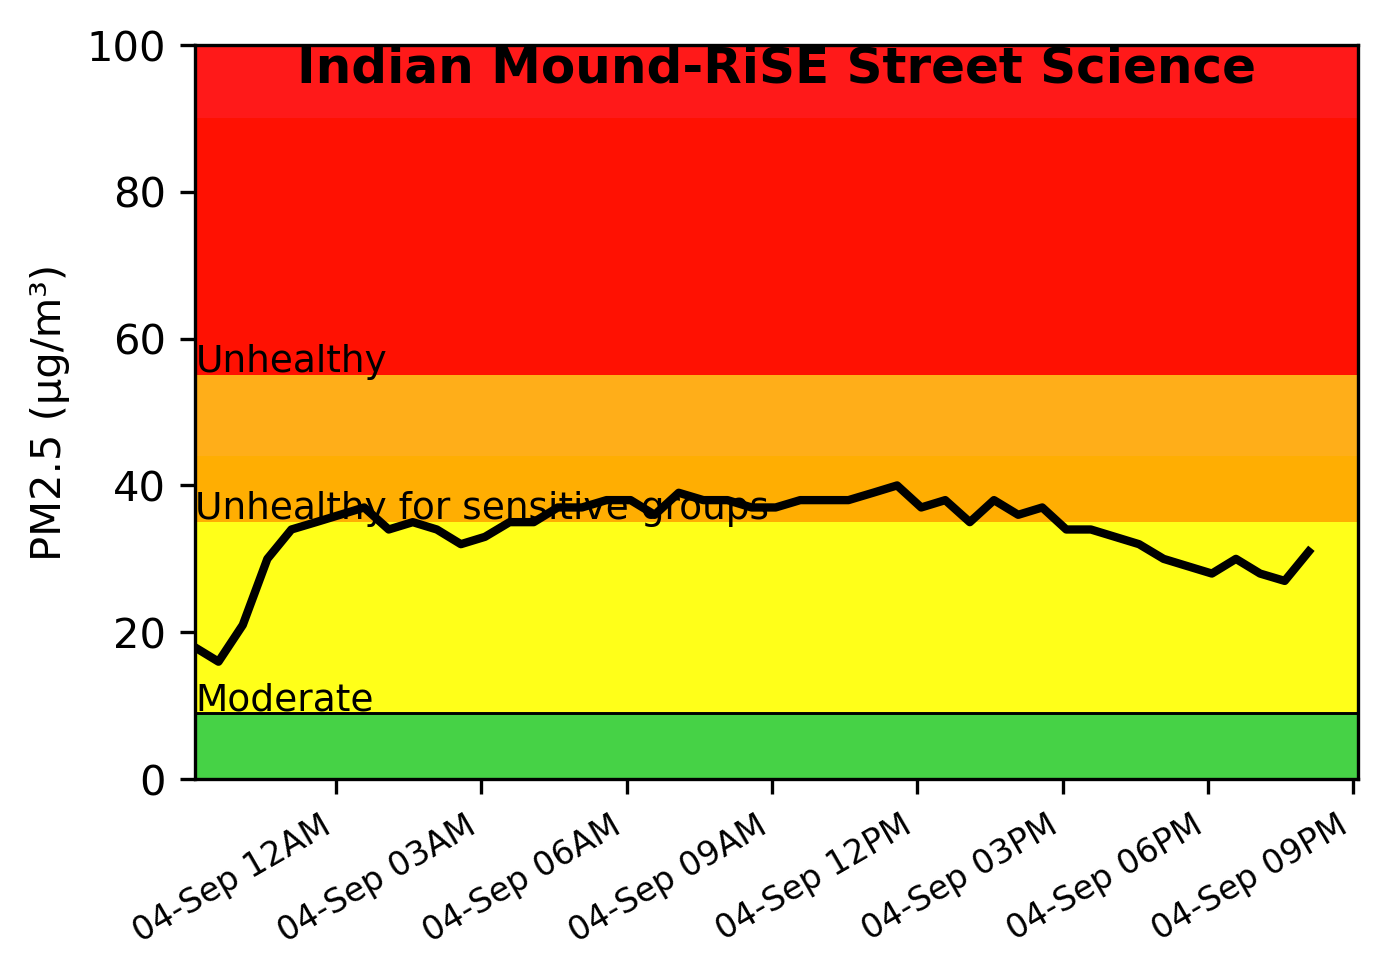 Indian Mound-RiSE Street Science
PM2.5 (µg/m³)
100
80
60
40
20
0
Unhealthy
Unhealthy for sensitive groups
Moderate
04-Sep 12AM
04-Sep 03AM
04-Sep 06AM
04-Sep 09AM
04-Sep 12PM
04-Sep 03PM
04-Sep 06PM
04-Sep 09PM